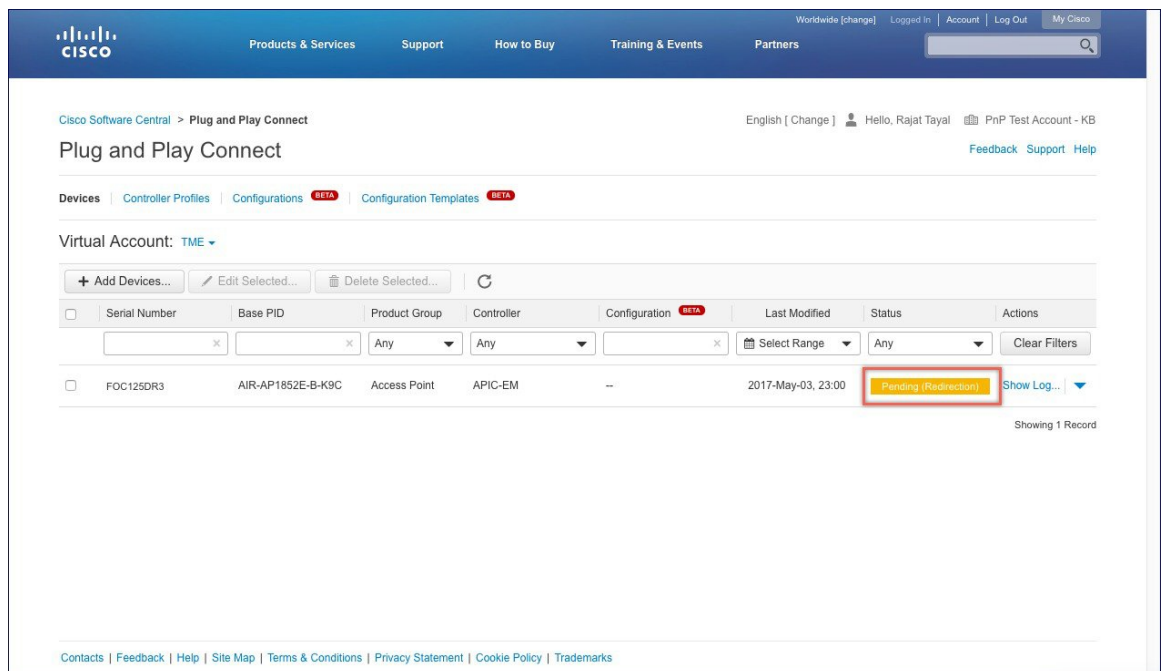 Worldwide [change] Logged In | Account | Log Out My Cisco
CISCO
Products & Services Support How to Buy Training & Events Partners
Cisco Software Central > Plug and Play Connect English [ Change ] Hello, Rajat Tayal PnP Test Account - KB
Plug and Play Connect Feedback Support Help
Devices | Controller Profiles | Configurations BETA | Configuration Templates BETA
Virtual Account: TME
+ Add Devices... Edit Selected... Delete Selected...
Serial Number Base PID Product Group Controller Configuration BETA Last Modified Status Actions
× × Any Any × Select Range Any Clear Filters
FOC125DR3 AIR-AP1852E-B-K9C Access Point APIC-EM -- 2017-May-03, 23:00 Pending (Redirection) Show Log... |
Showing 1 Record
Contacts | Feedback | Help | Site Map | Terms & Conditions | Privacy Statement | Cookie Policy | Trademarks